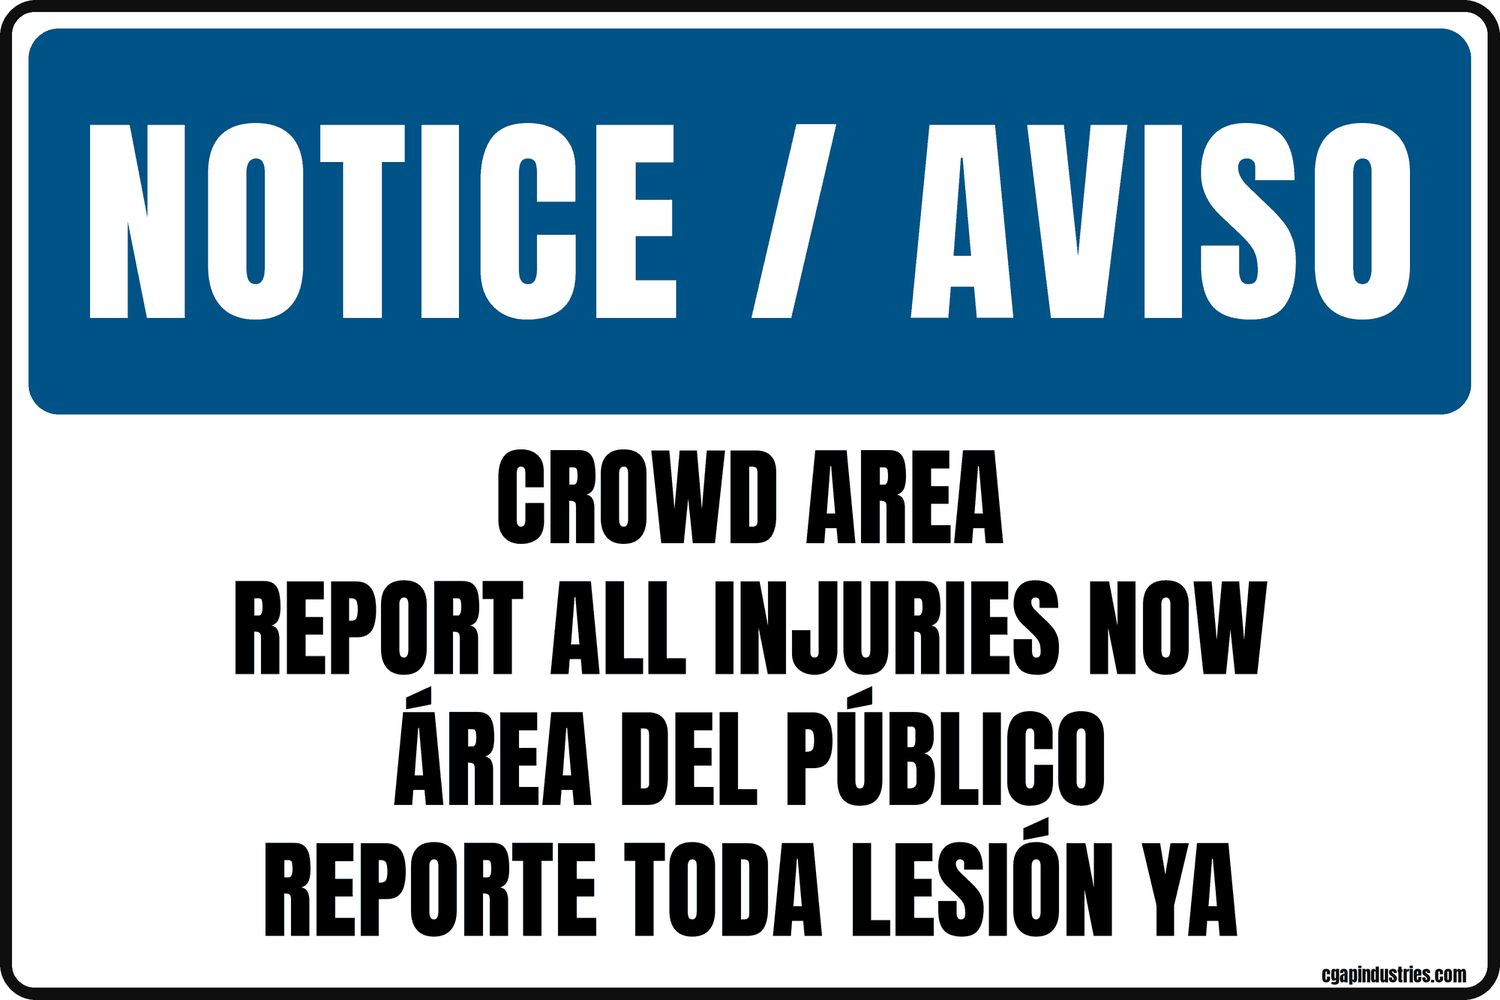 NOTICE / AVISO
CROWD AREA
REPORT ALL INJURIES NOW
ÁREA DEL PÚBLICO
REPORTE TODA LESIÓN YA
cgapindustries.com